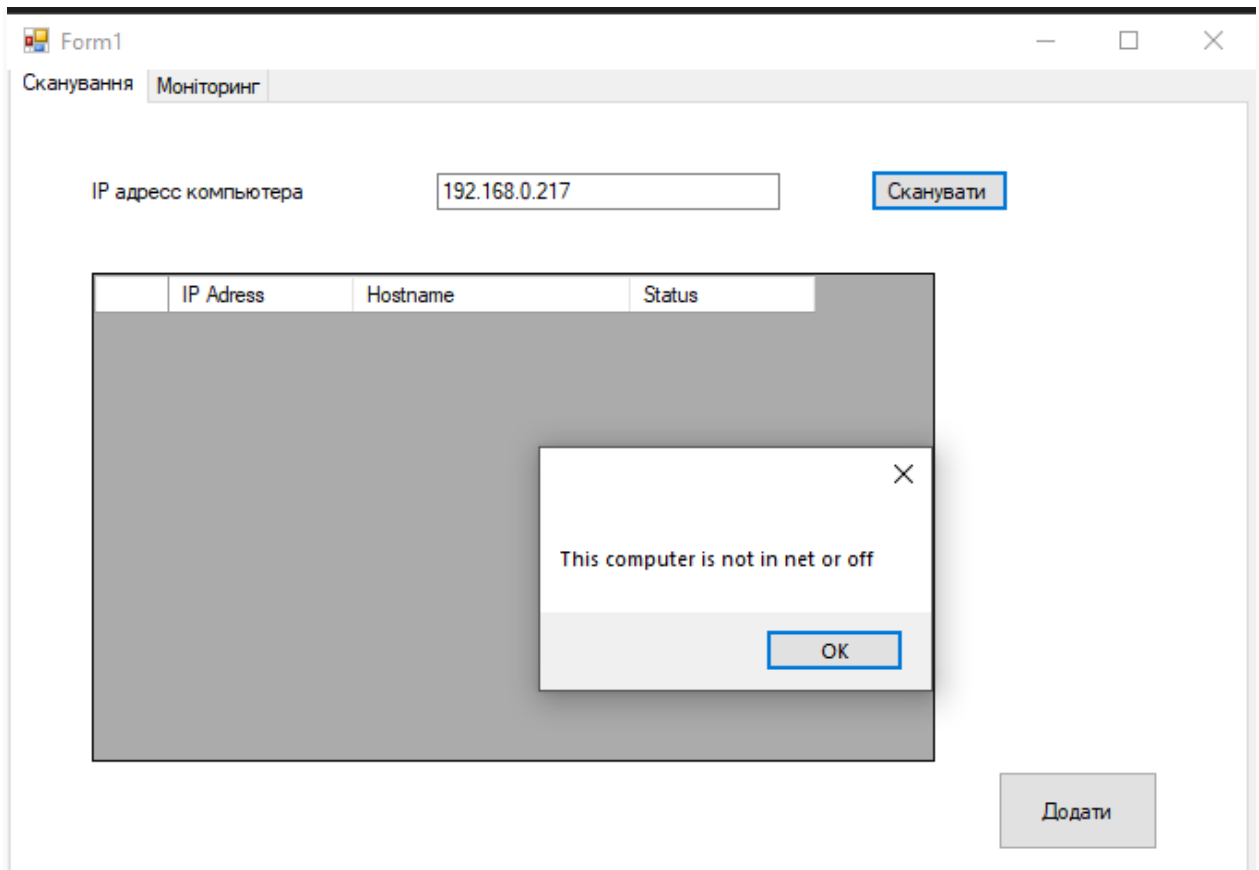 Form1
Сканування Моніторинг
IP адресс компьютера 192.168.0.217 Сканувати
IP Adress Hostname Status
This computer is not in net or off
OK
Додати